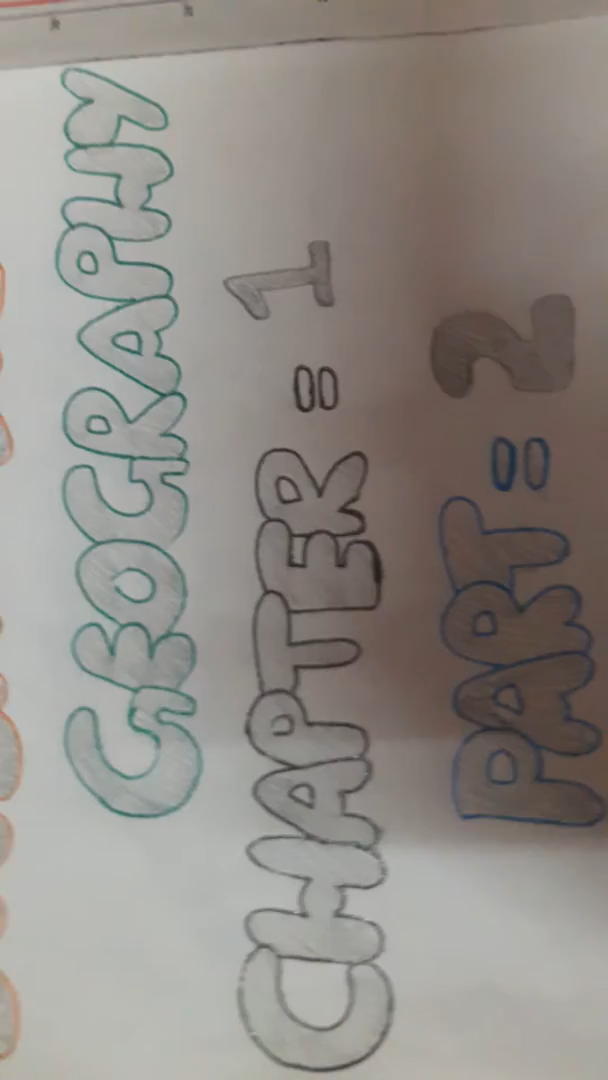 GEOGRAPHY
CHAPTER = 1
PART = 2